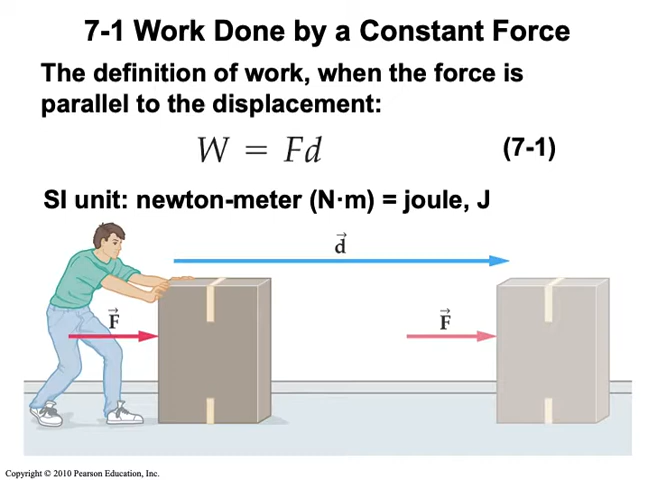 7-1 Work Done by a Constant Force
The definition of work, when the force is
parallel to the displacement:
W = Fd (7-1)
SI unit: newton-meter (N·m) = joule, J
d⃗
F⃗ F⃗
Copyright © 2010 Pearson Education, Inc.